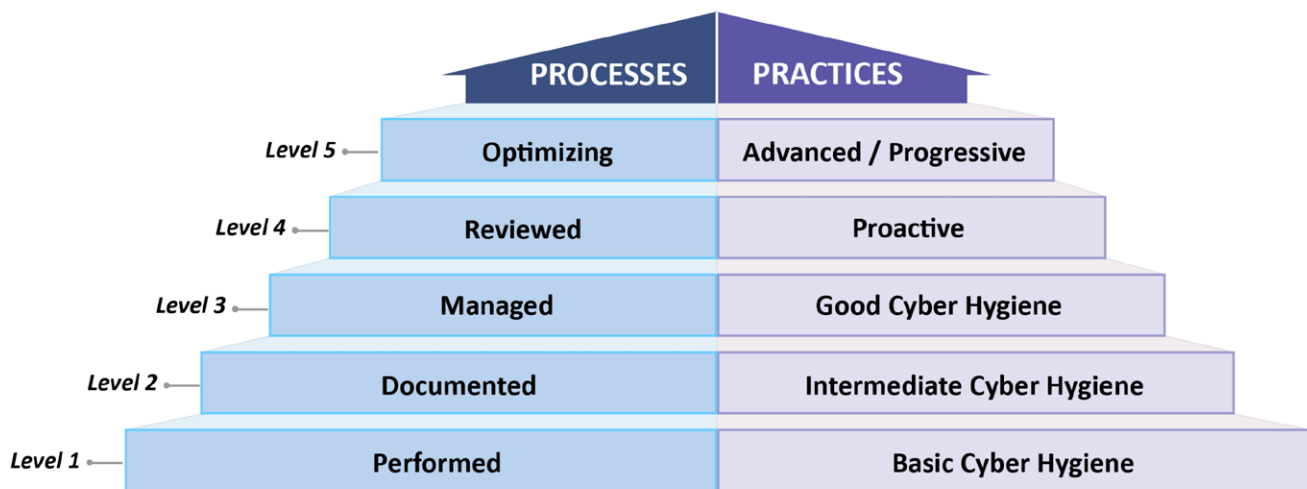 PROCESSES PRACTICES
Level 5 Optimizing Advanced / Progressive
Level 4 Reviewed Proactive
Level 3 Managed Good Cyber Hygiene
Level 2 Documented Intermediate Cyber Hygiene
Level 1 Performed Basic Cyber Hygiene